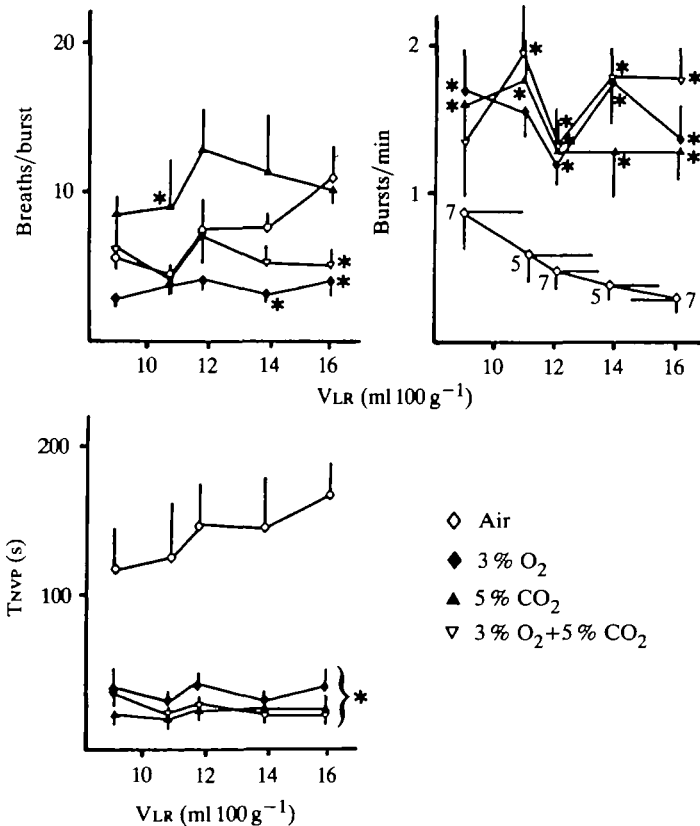 20
10
Breaths/burst
10 12 14 16
2
1
Bursts/min
*
*
*
*
*
*
*
*
*
*
*
*
*
*
7
5
7
5
7
10 12 14 16
VLR (ml 100 g⁻¹)
200
100
TNVP (s)
} *
10 12 14 16
VLR (ml 100 g⁻¹)
Air
3 % O₂
5 % CO₂
3 % O₂+5 % CO₂